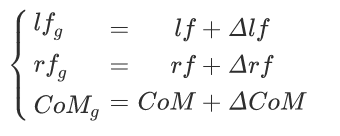 lf_g = lf + Δlf
rf_g = rf + Δrf
CoM_g = CoM + ΔCoM